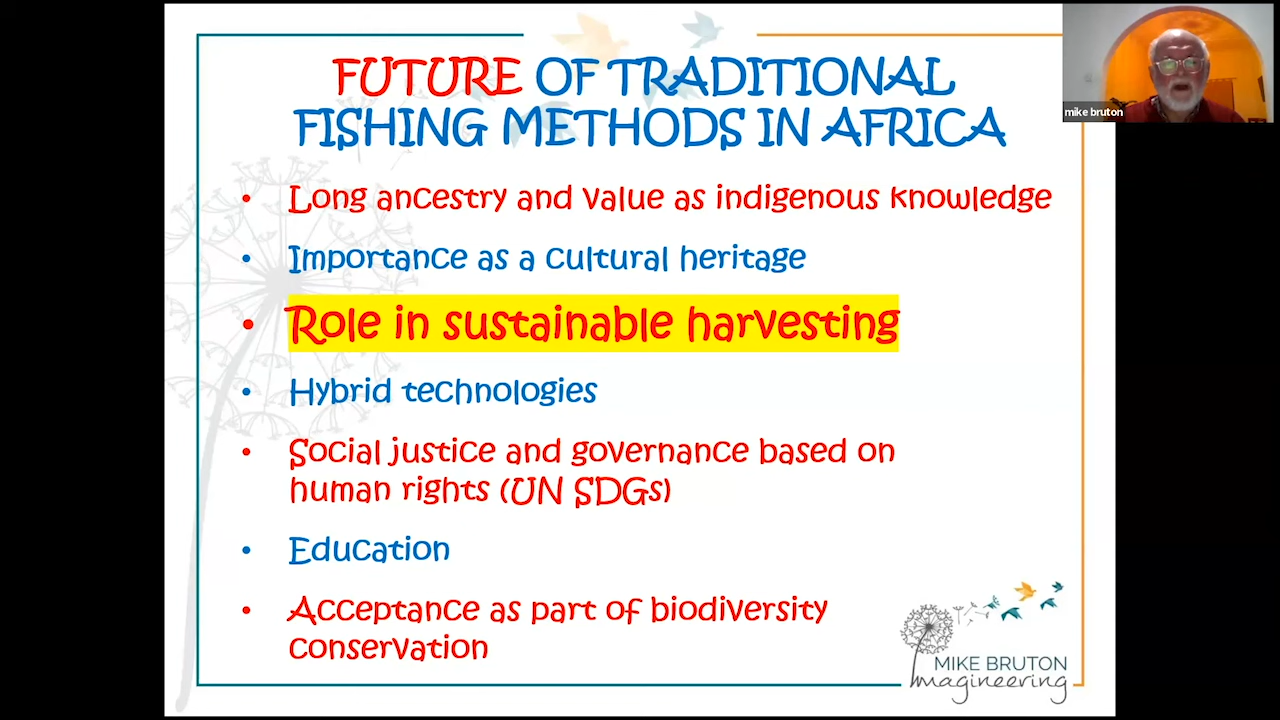 FUTURE OF TRADITIONAL
FISHING METHODS IN AFRICA
mike bruton
• Long ancestry and value as indigenous knowledge
• Importance as a cultural heritage
• Role in sustainable harvesting
• Hybrid technologies
• Social justice and governance based on
human rights (UN SDGs)
• Education
• Acceptance as part of biodiversity
conservation
MIKE BRUTON
Imagineering